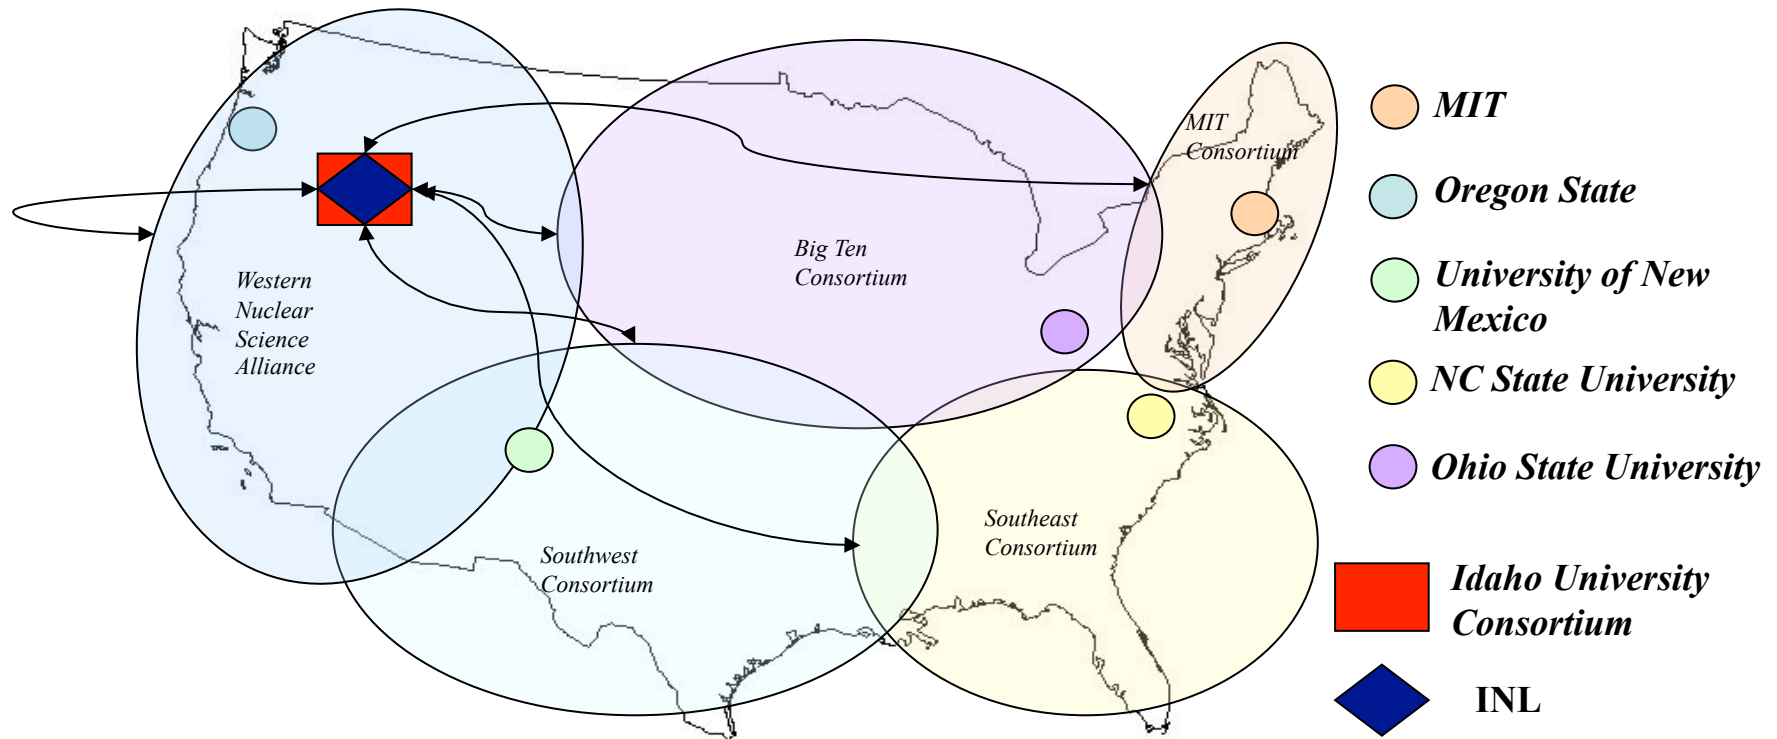 MIT
Consortium
Big Ten
Consortium
Western
Nuclear
Science
Alliance
Southwest
Consortium
Southeast
Consortium
MIT
Oregon State
University of New
Mexico
NC State University
Ohio State University
Idaho University
Consortium
INL